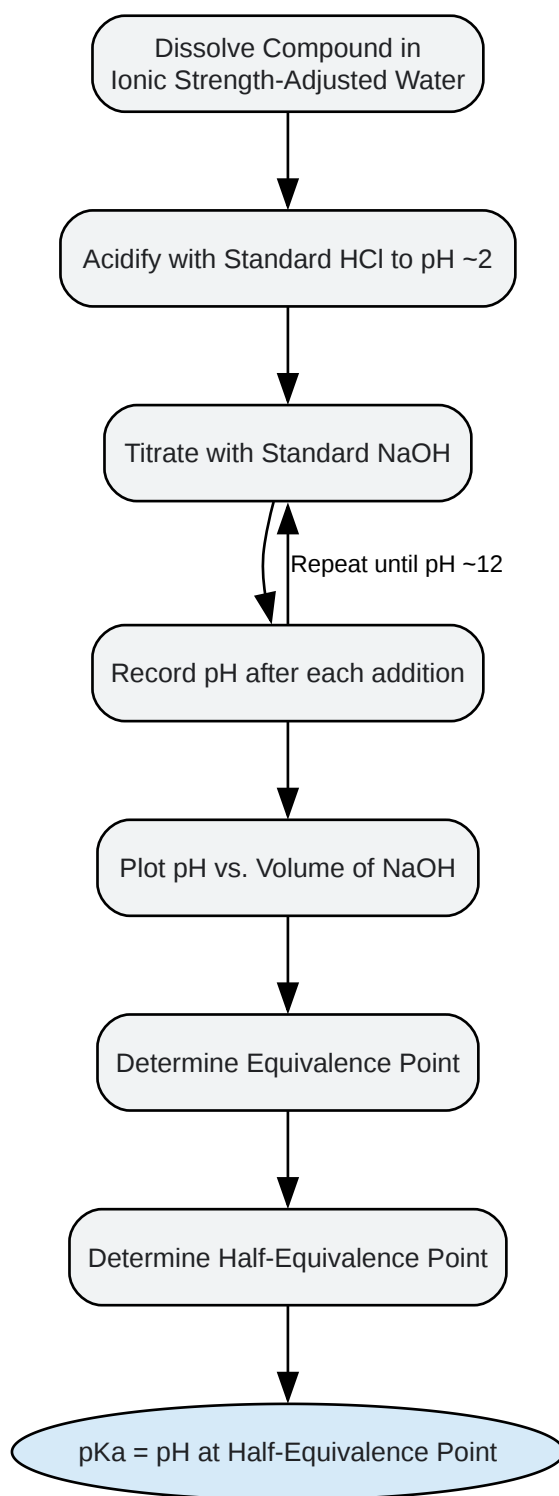 Dissolve Compound in
Ionic Strength-Adjusted Water
Acidify with Standard HCl to pH ~2
Titrate with Standard NaOH
Repeat until pH ~12
Record pH after each addition
Plot pH vs. Volume of NaOH
Determine Equivalence Point
Determine Half-Equivalence Point
pKa = pH at Half-Equivalence Point